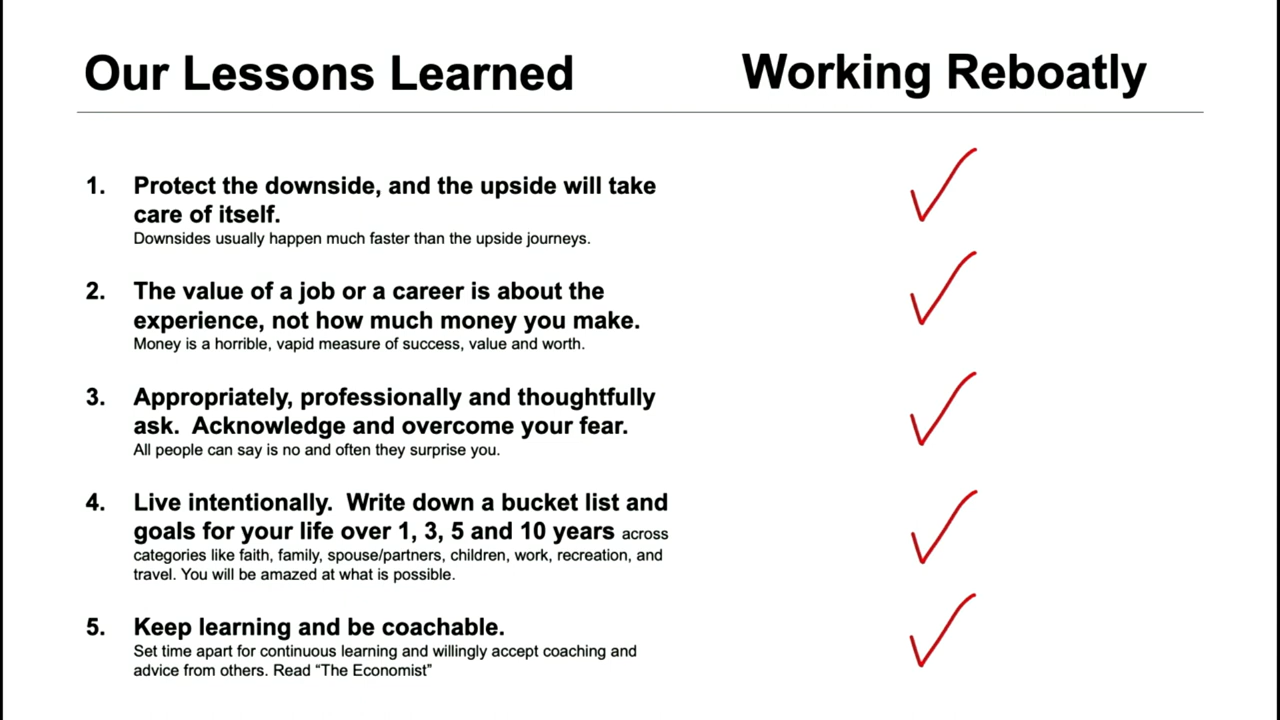 Our Lessons Learned
Working Reboatly
1. Protect the downside, and the upside will take
care of itself.
Downsides usually happen much faster than the upside journeys.
2. The value of a job or a career is about the
experience, not how much money you make.
Money is a horrible, vapid measure of success, value and worth.
3. Appropriately, professionally and thoughtfully
ask.  Acknowledge and overcome your fear.
All people can say is no and often they surprise you.
4. Live intentionally.  Write down a bucket list and
goals for your life over 1, 3, 5 and 10 years across
categories like faith, family, spouse/partners, children, work, recreation, and
travel. You will be amazed at what is possible.
5. Keep learning and be coachable.
Set time apart for continuous learning and willingly accept coaching and
advice from others. Read “The Economist”